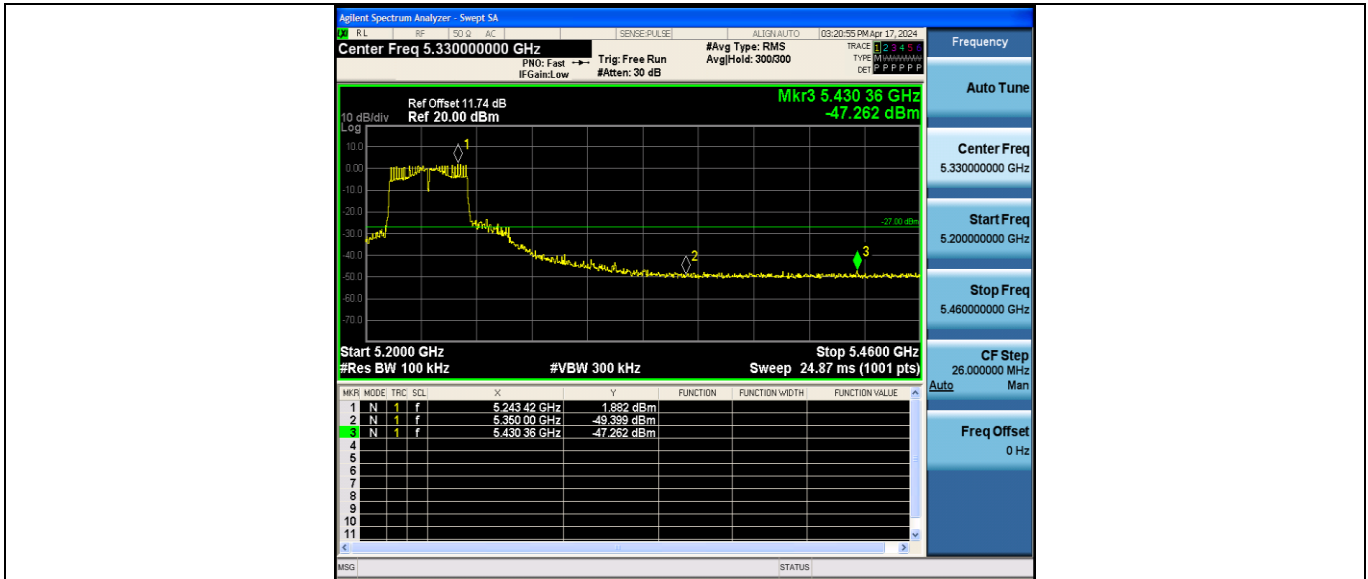 Agilent Spectrum Analyzer - Swept SA
LXI RL RF 50 Ω AC SENSE:PULSE ALIGN AUTO 03:20:55 PM Apr 17, 2024
Center Freq 5.330000000 GHz
PNO: Fast
IFGain:Low
Trig: Free Run
#Atten: 30 dB
#Avg Type: RMS
Avg|Hold: 300/300
TRACE 1 2 3 4 5 6
TYPE M WWWWW
DET P P P P P P
Mkr3 5.430 36 GHz
-47.262 dBm
Ref Offset 11.74 dB
10 dB/div Ref 20.00 dBm
Log
10.0
0.00
-10.0
-20.0
-30.0
-40.0
-50.0
-60.0
-70.0
1
2
3
-27.00 dBm
Start 5.2000 GHz Stop 5.4600 GHz
#Res BW 100 kHz #VBW 300 kHz Sweep 24.87 ms (1001 pts)
MKR MODE TRC SCL X Y FUNCTION FUNCTION WIDTH FUNCTION VALUE
1 N 1 f 5.243 42 GHz 1.882 dBm
2 N 1 f 5.350 00 GHz -49.399 dBm
3 N 1 f 5.430 36 GHz -47.262 dBm
4
5
6
7
8
9
10
11
MSG STATUS
Frequency
Auto Tune
Center Freq
5.330000000 GHz
Start Freq
5.200000000 GHz
Stop Freq
5.460000000 GHz
CF Step
26.000000 MHz
Auto Man
Freq Offset
0 Hz